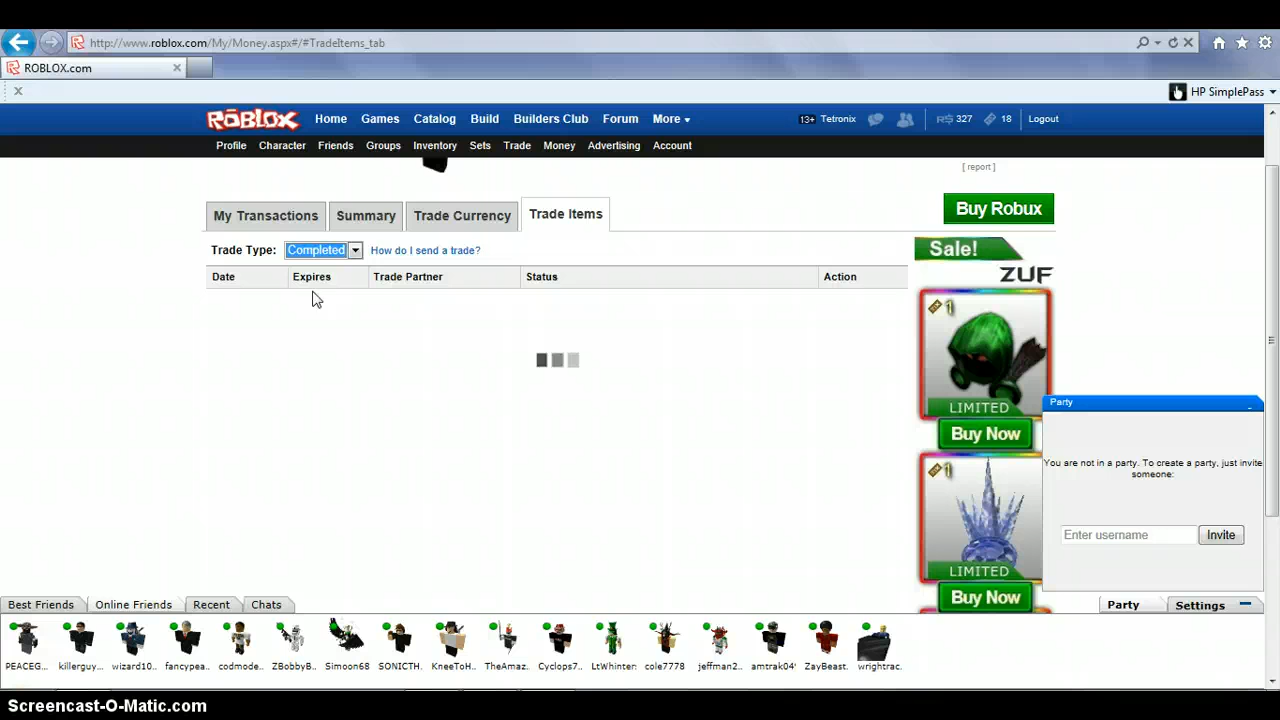 http://www.roblox.com/My/Money.aspx#/#TradeItems_tab
ROBLOX.com
HP SimplePass
ROBLOX Home Games Catalog Build Builders Club Forum More 13+ Tetronix R$ 327 18 Logout
Profile Character Friends Groups Inventory Sets Trade Money Advertising Account
[ report ]
My Transactions Summary Trade Currency Trade Items
Buy Robux
Trade Type: Completed How do I send a trade?
Sale!
ZUF
Date Expires Trade Partner Status Action
1
LIMITED
Buy Now
Party
You are not in a party. To create a party, just invite
someone:
1
Enter username Invite
LIMITED
Buy Now
Best Friends Online Friends Recent Chats
Party Settings
PEACEG... killerguy... wizard10... fancypea... codmode... ZBobbyB... Simoon68 SONICTH... KneeToH... TheAmaz... Cyclops7... LtWhinter: cole7778 jeffman2... amtrak04' ZayBeast. wrightrac.
Screencast-O-Matic.com